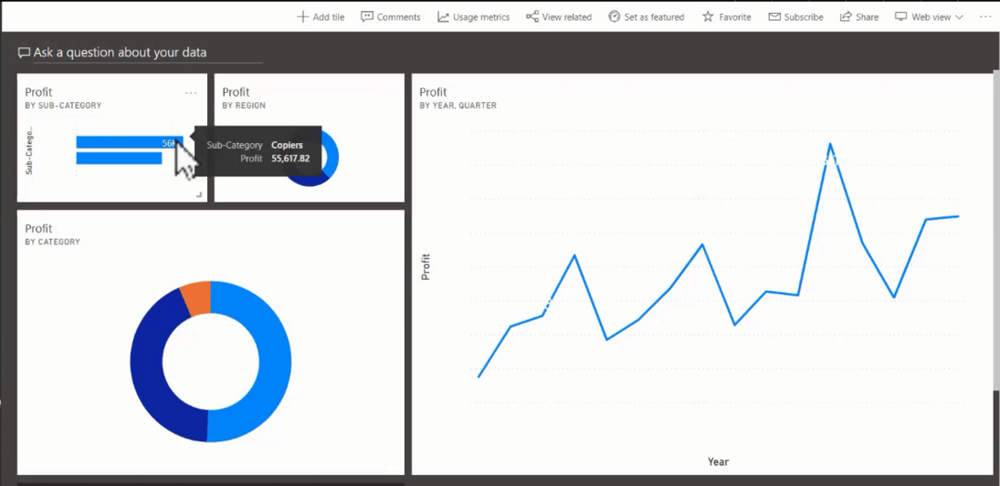 Add tile Comments Usage metrics View related Set as featured Favorite Subscribe Share Web view
Ask a question about your data
Profit
BY SUB-CATEGORY
Sub-Catego...
56K
Sub-Category Copiers
Profit 55,617.82
Profit
BY REGION
Profit
BY YEAR, QUARTER
Profit
Year
Profit
BY CATEGORY